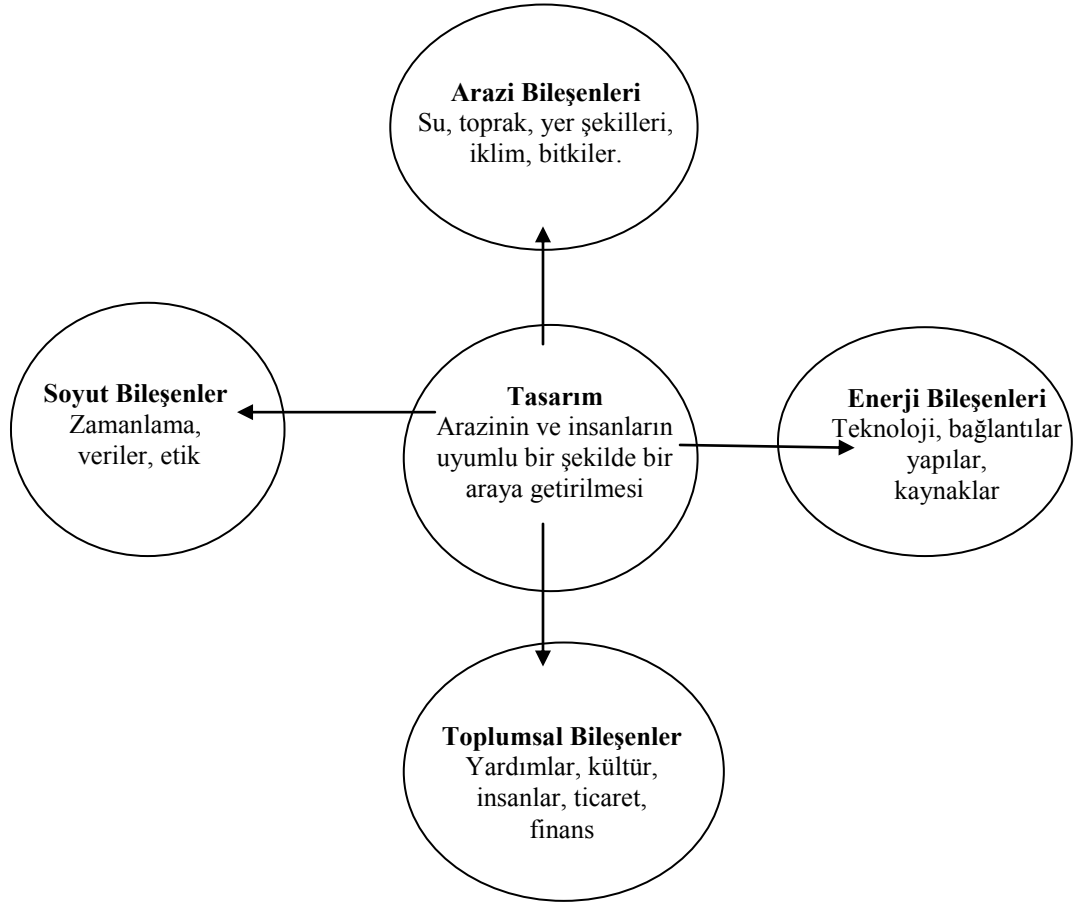 Arazi Bileşenleri
Su, toprak, yer şekilleri,
iklim, bitkiler.
Soyut Bileşenler
Zamanlama,
veriler, etik
Tasarım
Arazinin ve insanların
uyumlu bir şekilde bir
araya getirilmesi
Enerji Bileşenleri
Teknoloji, bağlantılar
yapılar,
kaynaklar
Toplumsal Bileşenler
Yardımlar, kültür,
insanlar, ticaret,
finans